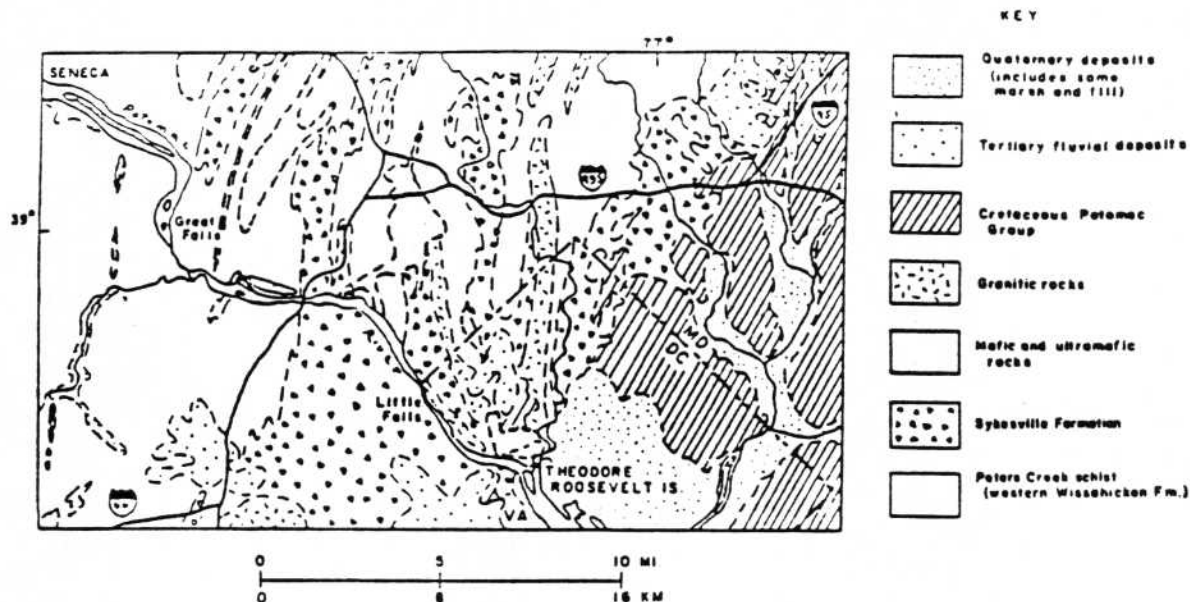 KEY
77°
SENECA
Quaternary deposits
(includes some
marsh and fill)
95
Tertiary fluvial deposits
495
39°
Great
Falls
Cretaceous Potomac
Group
Granitic rocks
MD
DC
Mafic and ultramafic
rocks
Little
Falls
Sykesville Formation
THEODORE
ROOSEVELT IS.
Peters Creek schist
(western Wissahickon Fm.)
66
VA
0 5 10 MI
0 8 16 KM